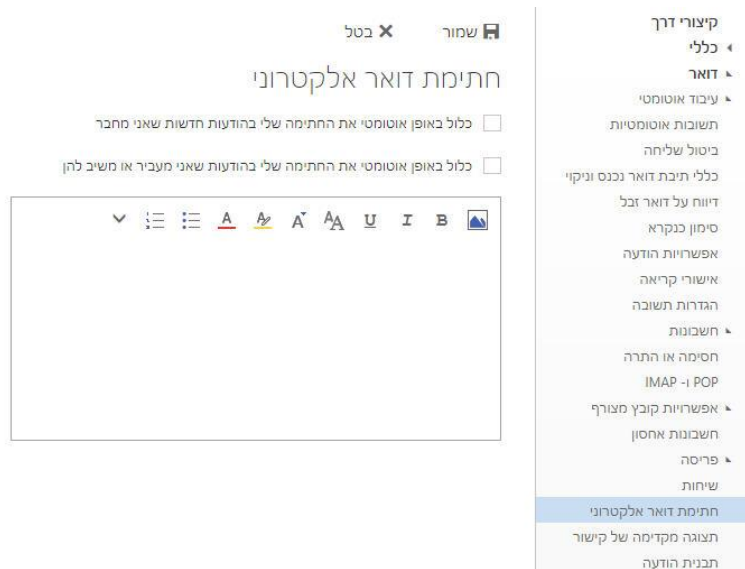 קיצורי דרך
כללי
דואר
עיבוד אוטומטי
תשובות אוטומטיות
ביטול שליחה
כללי תיבת דואר נכנס וניקוי
דיווח על דואר זבל
סימון כנקרא
אפשרויות הודעה
אישורי קריאה
הגדרות תשובה
חשבונות
חסימה או התרה
POP ו- IMAP
אפשרויות קובץ מצורף
חשבונות אחסון
פריסה
שיחות
חתימת דואר אלקטרוני
תצוגה מקדימה של קישור
תבנית הודעה
שמור בטל
חתימת דואר אלקטרוני
כלול באופן אוטומטי את החתימה שלי בהודעות חדשות שאני מחבר
כלול באופן אוטומטי את החתימה שלי בהודעות שאני מעביר או משיב להן
B I U AA A A A